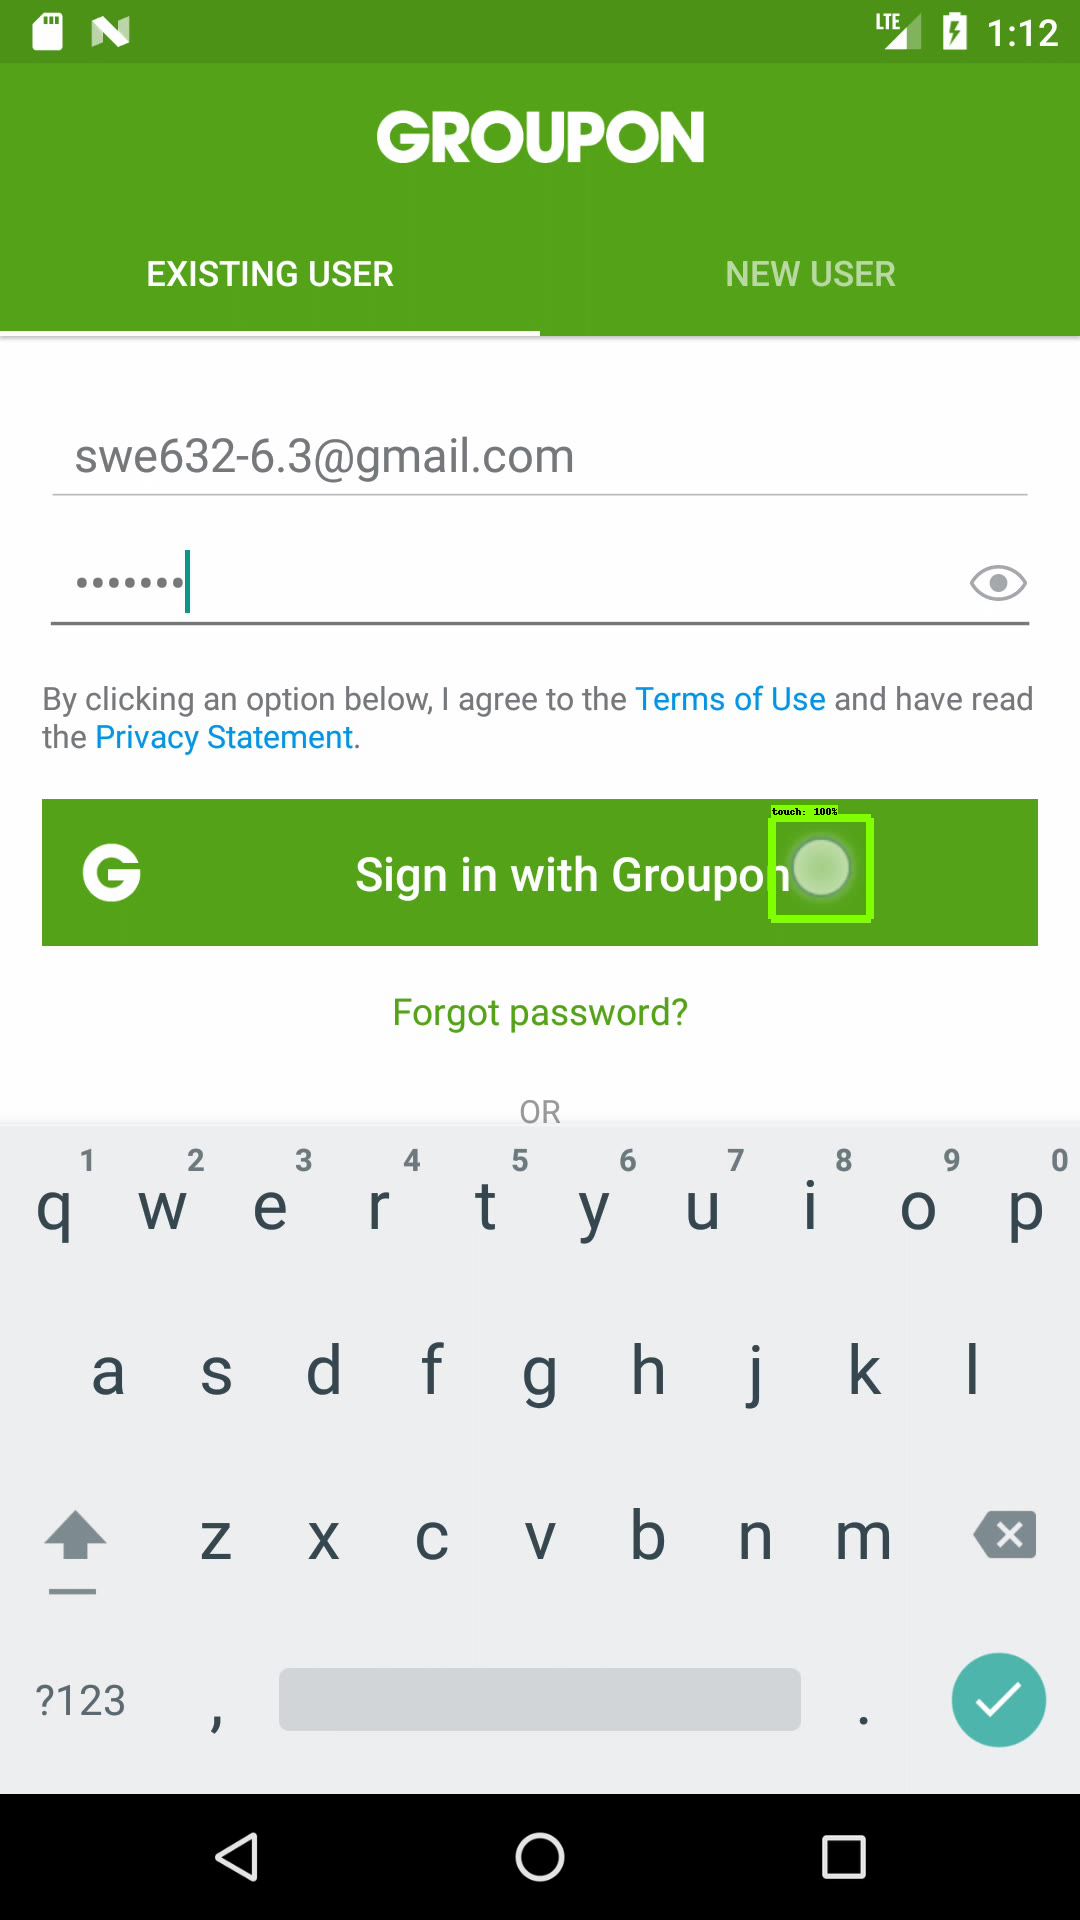 LTE 1:12
GROUPON
EXISTING USER NEW USER
swe632-6.3@gmail.com
•••••••
By clicking an option below, I agree to the Terms of Use and have read
the Privacy Statement.
touch: 100%
G Sign in with Groupon
Forgot password?
OR
1 2 3 4 5 6 7 8 9 0
q w e r t y u i o p
a s d f g h j k l
z x c v b n m
?123 , .